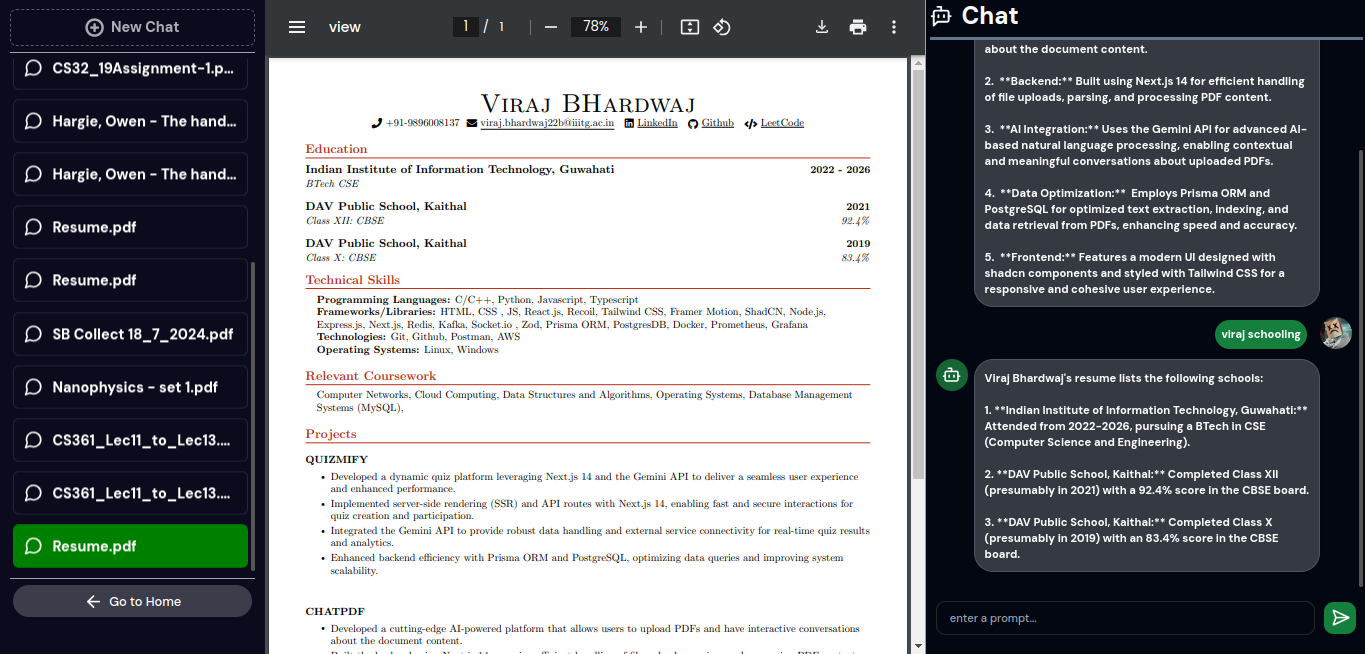 New Chat
CS32_19Assignment-1.p...
Hargie, Owen - The hand...
Hargie, Owen - The hand...
Resume.pdf
Resume.pdf
SB Collect 18_7_2024.pdf
Nanophysics - set 1.pdf
CS361_Lec11_to_Lec13....
CS361_Lec11_to_Lec13....
Resume.pdf
Go to Home
view
1 / 1
78%
VIRAJ BHARDWAJ
+91-9896008137 viraj.bhardwaj22b@iiitg.ac.in LinkedIn Github LeetCode
Education
Indian Institute of Information Technology, Guwahati 2022 - 2026
BTech CSE
DAV Public School, Kaithal 2021
Class XII: CBSE 92.4%
DAV Public School, Kaithal 2019
Class X: CBSE 83.4%
Technical Skills
Programming Languages: C/C++, Python, Javascript, Typescript
Frameworks/Libraries: HTML, CSS , JS, React.js, Recoil, Tailwind CSS, Framer Motion, ShadCN, Node.js,
Express.js, Next.js, Redis, Kafka, Socket.io , Zod, Prisma ORM, PostgresDB, Docker, Prometheus, Grafana
Technologies: Git, Github, Postman, AWS
Operating Systems: Linux, Windows
Relevant Coursework
Computer Networks, Cloud Computing, Data Structures and Algorithms, Operating Systems, Database Management
Systems (MySQL),
Projects
QUIZMIFY
• Developed a dynamic quiz platform leveraging Next.js 14 and the Gemini API to deliver a seamless user experience
and enhanced performance.
• Implemented server-side rendering (SSR) and API routes with Next.js 14, enabling fast and secure interactions for
quiz creation and participation.
• Integrated the Gemini API to provide robust data handling and external service connectivity for real-time quiz results
and analytics.
• Enhanced backend efficiency with Prisma ORM and PostgreSQL, optimizing data queries and improving system
scalability.
CHATPDF
• Developed a cutting-edge AI-powered platform that allows users to upload PDFs and have interactive conversations
about the document content.
Chat
about the document content.
2. **Backend:** Built using Next.js 14 for efficient handling
of file uploads, parsing, and processing PDF content.
3. **AI Integration:** Uses the Gemini API for advanced AI-
based natural language processing, enabling contextual
and meaningful conversations about uploaded PDFs.
4. **Data Optimization:** Employs Prisma ORM and
PostgreSQL for optimized text extraction, indexing, and
data retrieval from PDFs, enhancing speed and accuracy.
5. **Frontend:** Features a modern UI designed with
shadcn components and styled with Tailwind CSS for a
responsive and cohesive user experience.
viraj schooling
Viraj Bhardwaj's resume lists the following schools:
1. **Indian Institute of Information Technology, Guwahati:**
Attended from 2022-2026, pursuing a BTech in CSE
(Computer Science and Engineering).
2. **DAV Public School, Kaithal:** Completed Class XII
(presumably in 2021) with a 92.4% score in the CBSE board.
3. **DAV Public School, Kaithal:** Completed Class X
(presumably in 2019) with an 83.4% score in the CBSE
board.
enter a prompt...